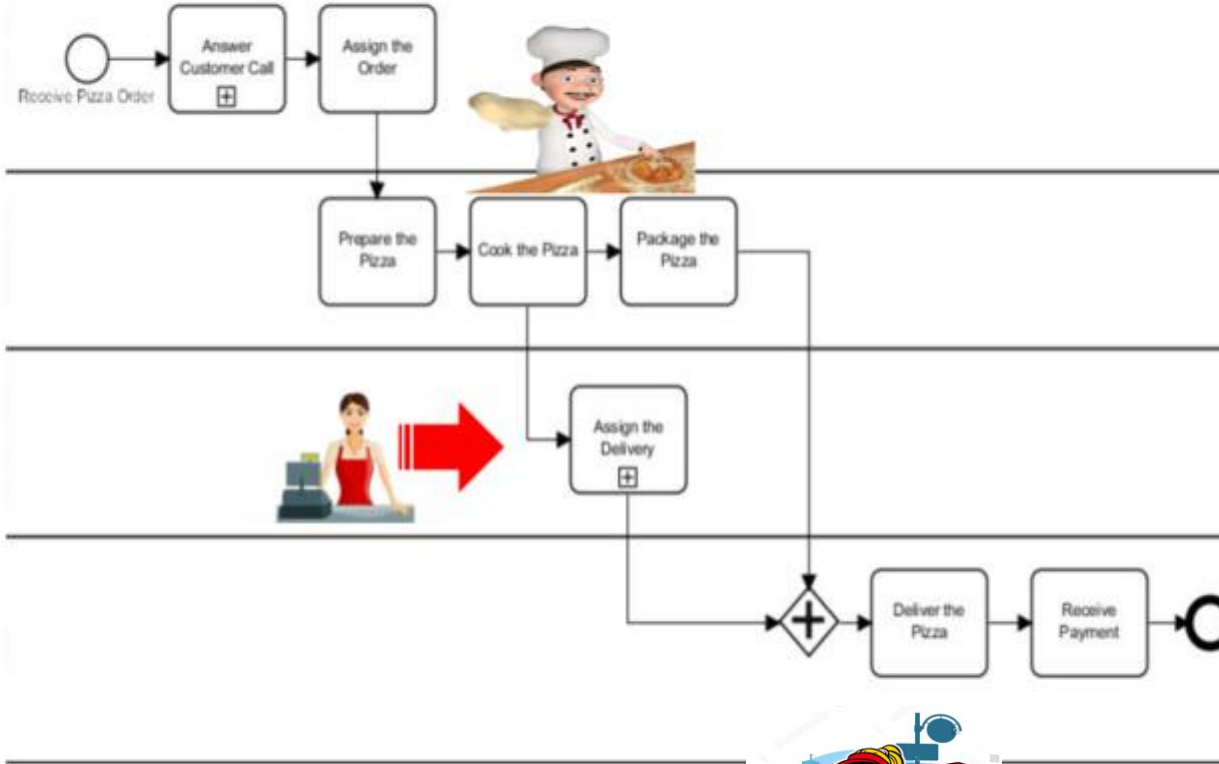 Answer
Customer Call
Assign the
Order
Receive Pizza Order
Prepare the
Pizza
Cook the Pizza
Package the
Pizza
Assign the
Delivery
Deliver the
Pizza
Receive
Payment